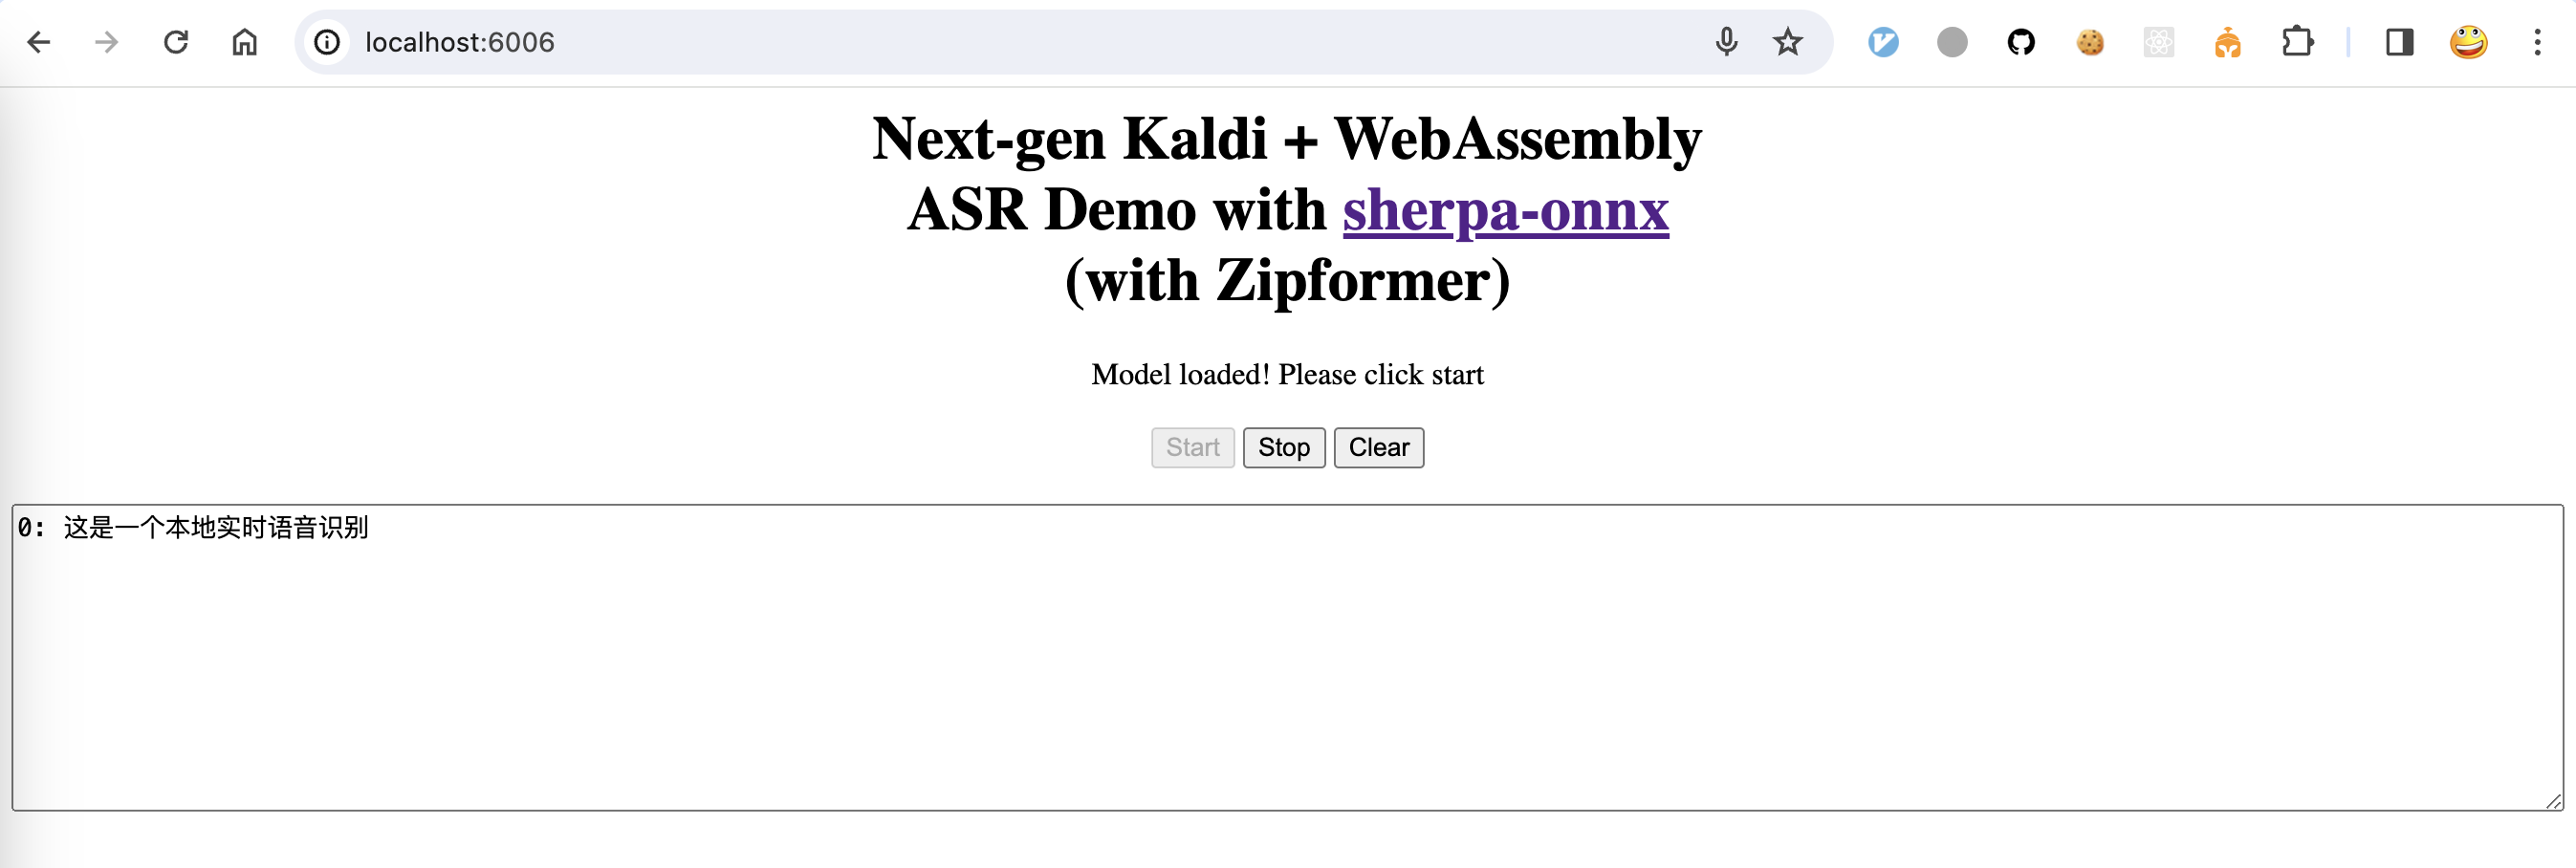 localhost:6006
Next-gen Kaldi + WebAssembly
ASR Demo with sherpa-onnx
(with Zipformer)
Model loaded! Please click start
Start Stop Clear
0: 这是一个本地实时语音识别